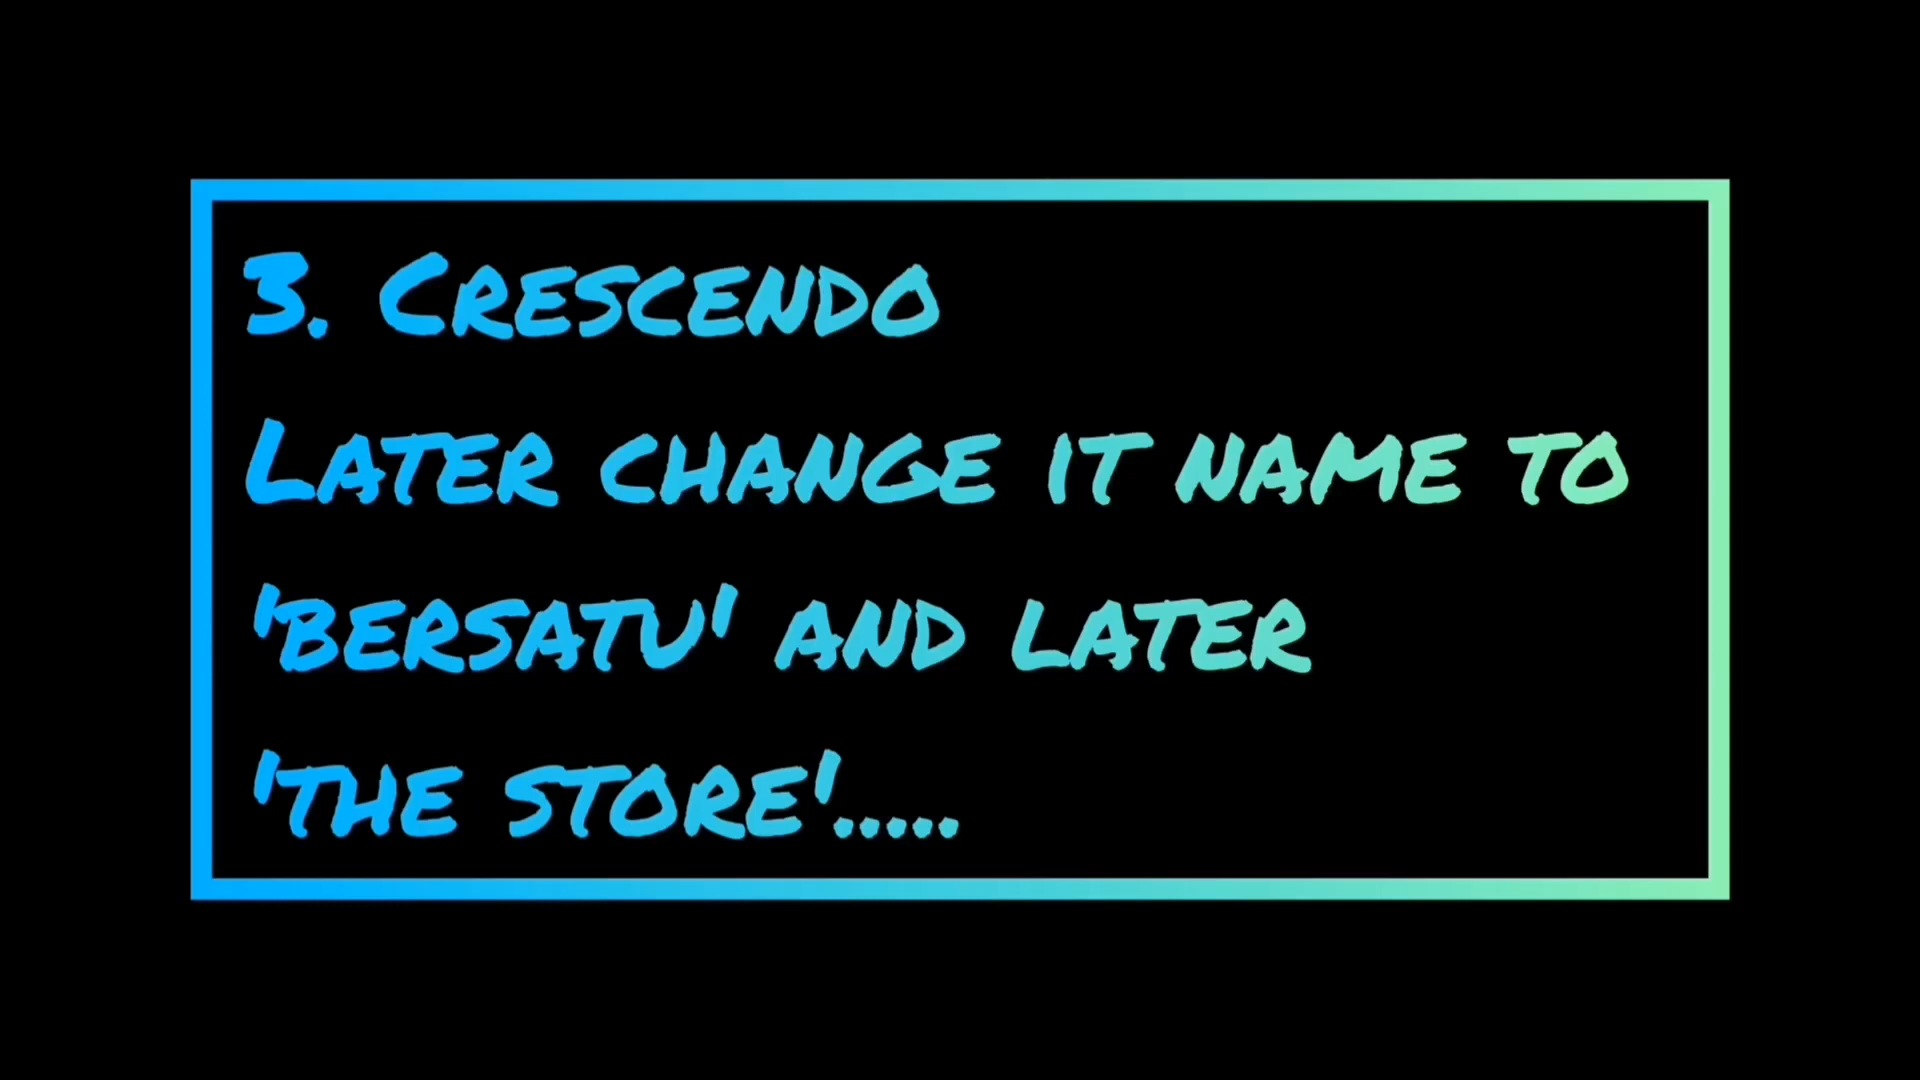 3. Crescendo
Later change it name to
'bersatu' and later
'the store'.....